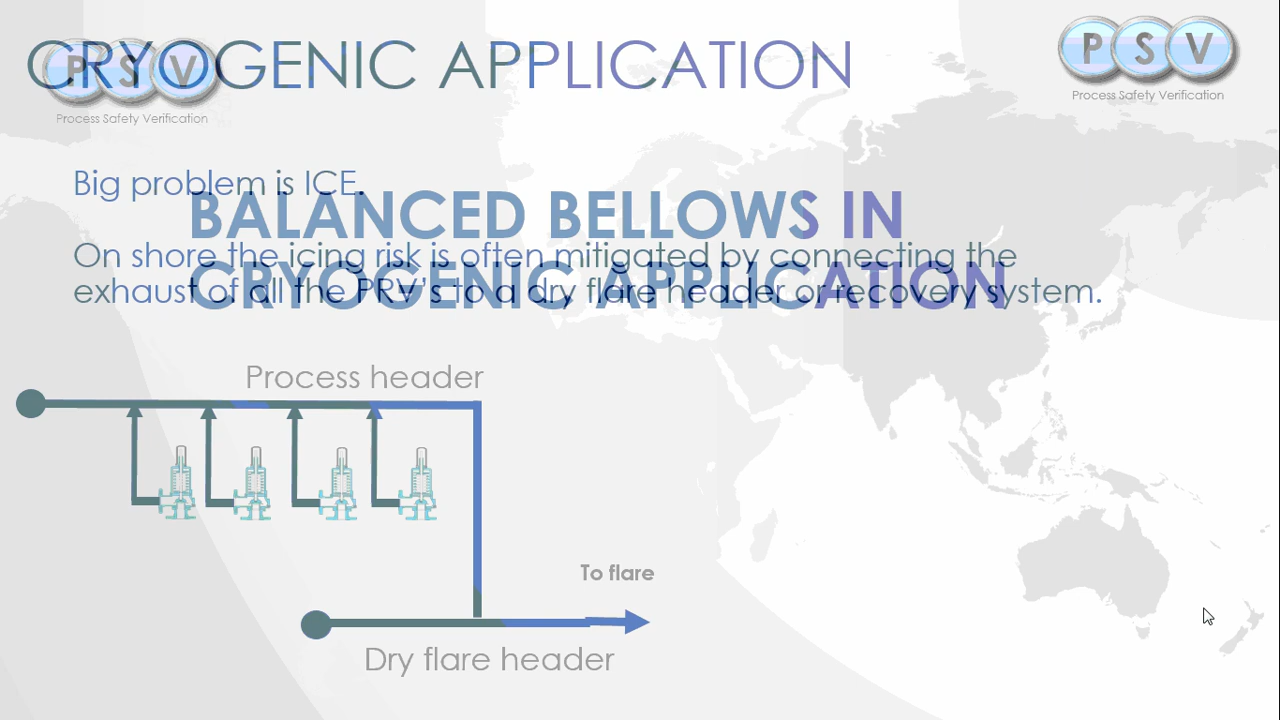 CRYOGENIC APPLICATION
P S V
Process Safety Verification
P S V
Process Safety Verification
Big problem is ICE.
BALANCED BELLOWS IN
CRYOGENIC APPLICATION
On shore the icing risk is often mitigated by connecting the
exhaust of all the PRV's to a dry flare header or recovery system.
Process header
To flare
Dry flare header